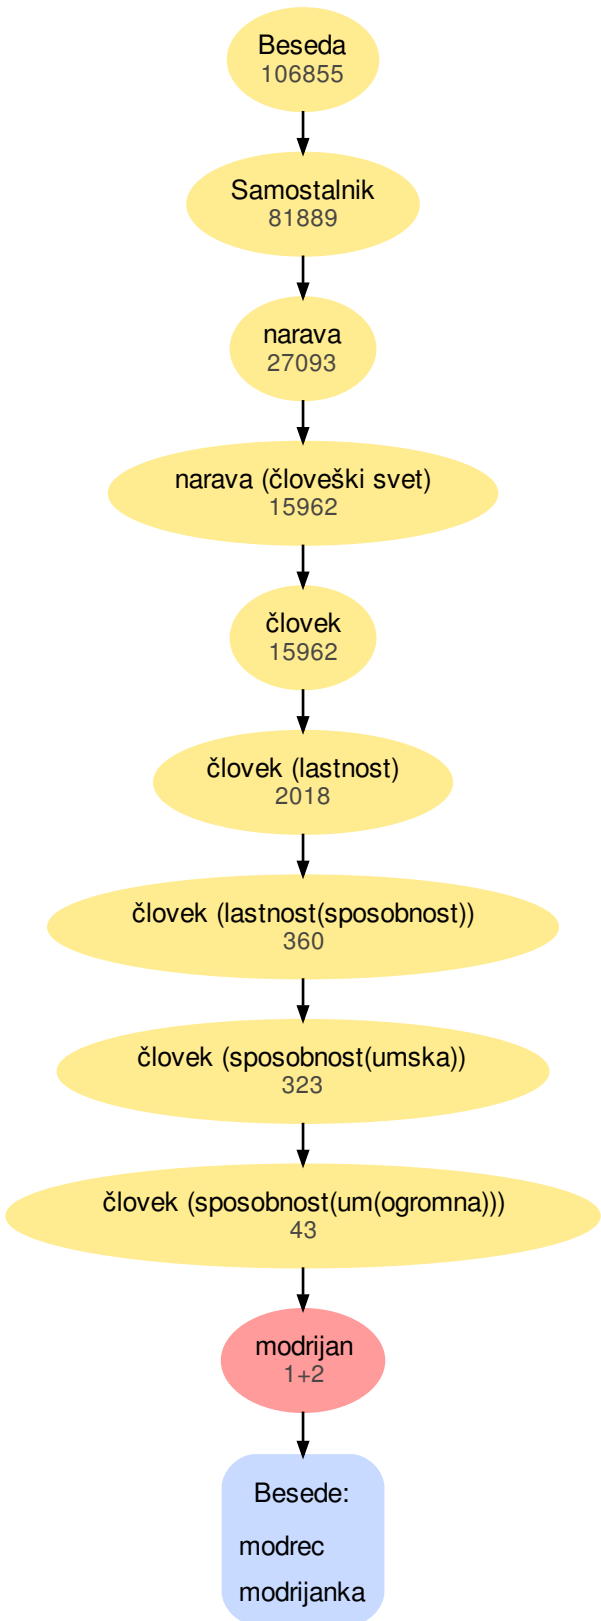 Beseda
106855
Samostalnik
81889
narava
27093
narava (človeški svet)
15962
človek
15962
človek (lastnost)
2018
človek (lastnost(sposobnost))
360
človek (sposobnost(umska))
323
človek (sposobnost(um(ogromna)))
43
modrijan
1+2
Besede:
modrec
modrijanka